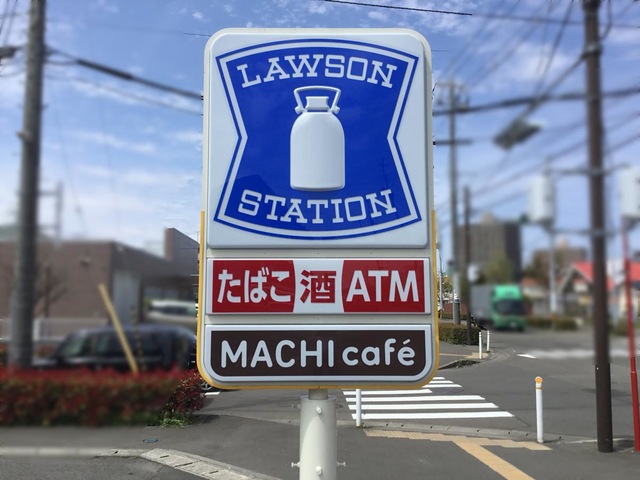 LAWSON
STATION
たばこ 酒 ATM
MACHI café